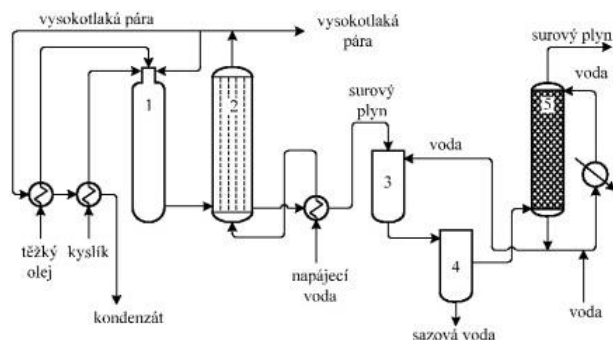 vysokotlaká pára
vysokotlaká
pára
surový plyn
voda
1
2
5
surový
plyn
voda
3
těžký
olej
kyslík
napájecí
voda
4
voda
kondenzát
sazová voda